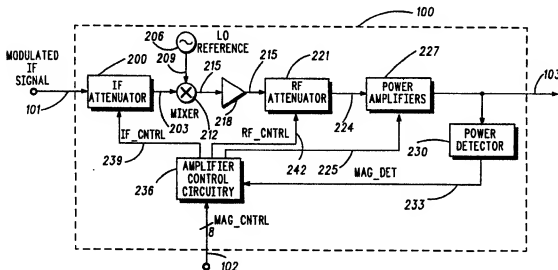 100
206
LO
REFERENCE
MODULATED
IF
SIGNAL
200
209
215
215
221
227
103
IF
ATTENUATOR
RF
ATTENUATOR
POWER
AMPLIFIERS
101
203
MIXER
212
218
224
IF_CNTRL
RF_CNTRL
POWER
DETECTOR
230
239
242
225
MAG_DET
236
AMPLIFIER
CONTROL
CIRCUITRY
233
MAG_CNTRL
8
102